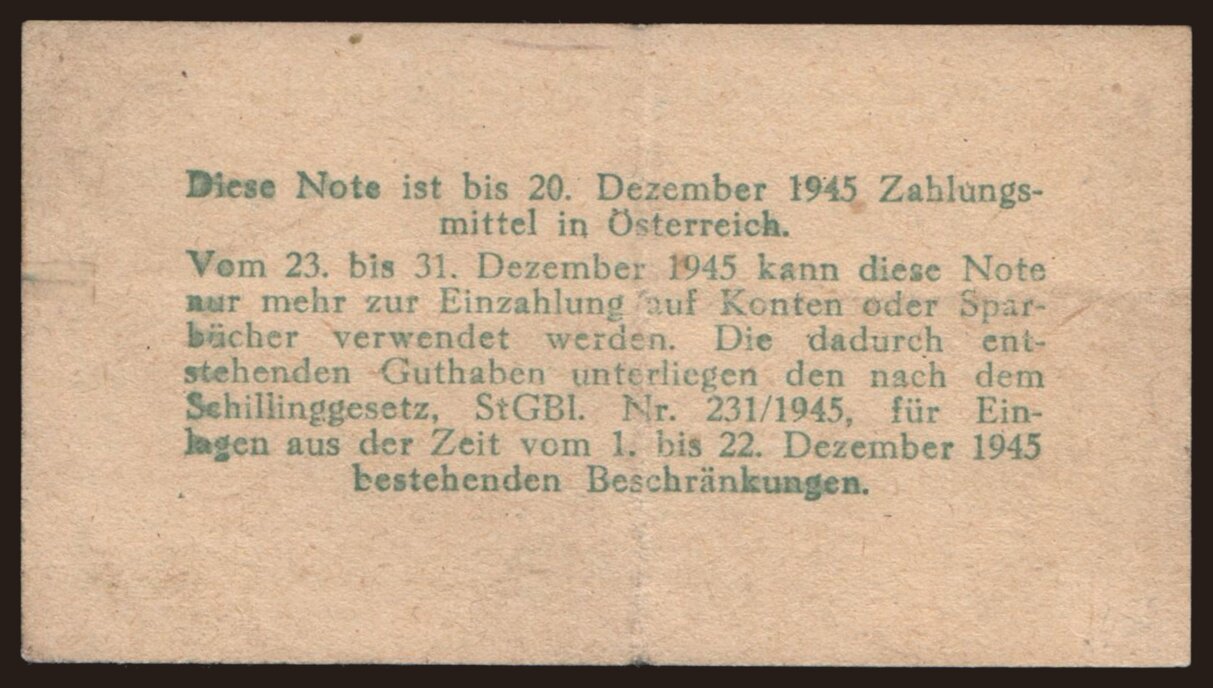 Diese Note ist bis 20. Dezember 1945 Zahlungs-
mittel in Österreich.
Vom 23. bis 31. Dezember 1945 kann diese Note
nur mehr zur Einzahlung auf Konten oder Spar-
bücher verwendet werden. Die dadurch ent-
stehenden Guthaben unterliegen den nach dem
Schillinggesetz, StGBl. Nr. 231/1945, für Ein-
lagen aus der Zeit vom 1. bis 22. Dezember 1945
bestehenden Beschränkungen.